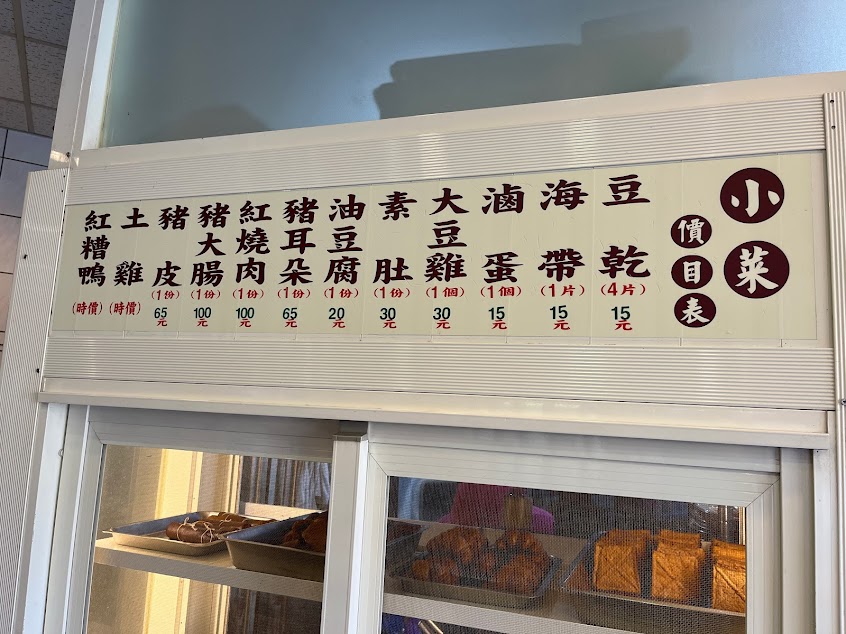 小菜
價目表
豆乾(4片)15元
海帶(1片)15元
滷蛋(1個)15元
大豆雞(1個)30元
素肚(1份)30元
油豆腐(1份)20元
豬耳朵(1份)65元
紅燒肉(1份)100元
豬大腸(1份)100元
豬皮(1份)65元
土雞(時價)
紅糟鴨(時價)